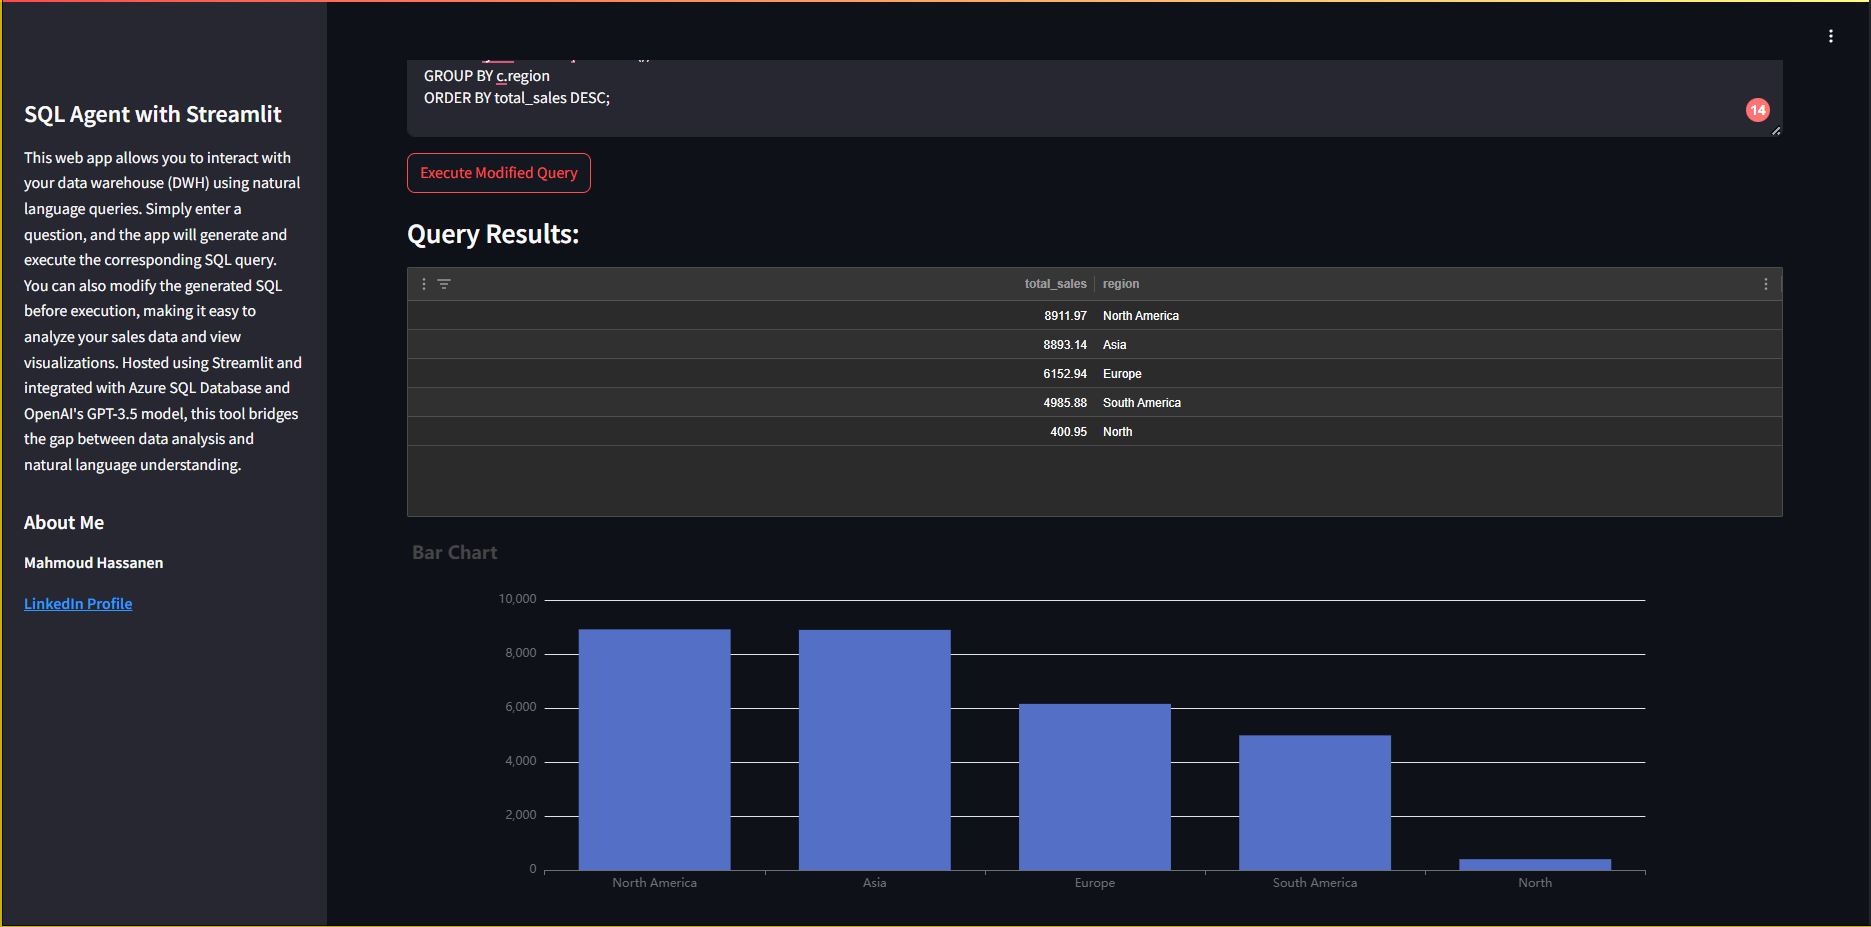 SQL Agent with Streamlit
This web app allows you to interact with
your data warehouse (DWH) using natural
language queries. Simply enter a
question, and the app will generate and
execute the corresponding SQL query.
You can also modify the generated SQL
before execution, making it easy to
analyze your sales data and view
visualizations. Hosted using Streamlit and
integrated with Azure SQL Database and
OpenAI's GPT-3.5 model, this tool bridges
the gap between data analysis and
natural language understanding.
About Me
Mahmoud Hassanen
LinkedIn Profile
GROUP BY c.region
ORDER BY total_sales DESC;
14
Execute Modified Query
Query Results:
total_sales region
8911.97 North America
8893.14 Asia
6152.94 Europe
4985.88 South America
400.95 North
Bar Chart
10,000
8,000
6,000
4,000
2,000
0
North America Asia Europe South America North